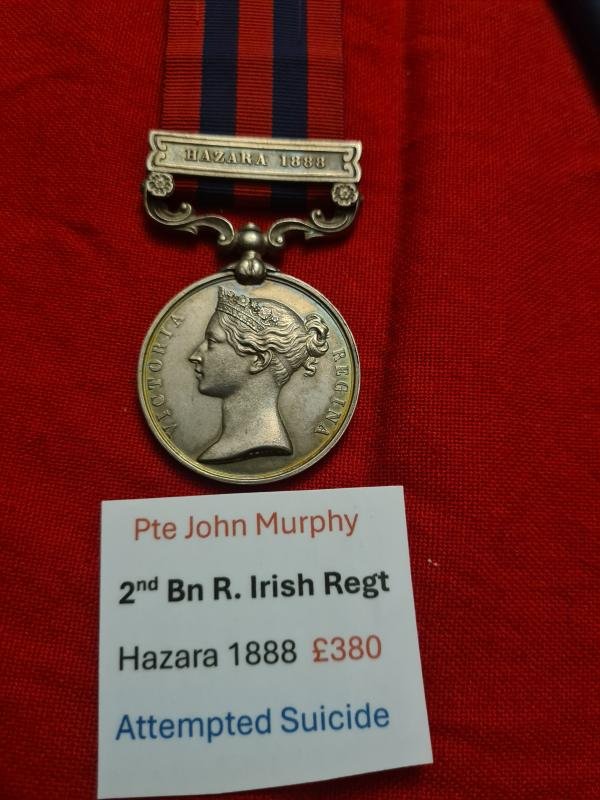 HAZARA 1888
VICTORIA REGINA
Pte John Murphy
2nd Bn R. Irish Regt
Hazara 1888 £380
Attempted Suicide